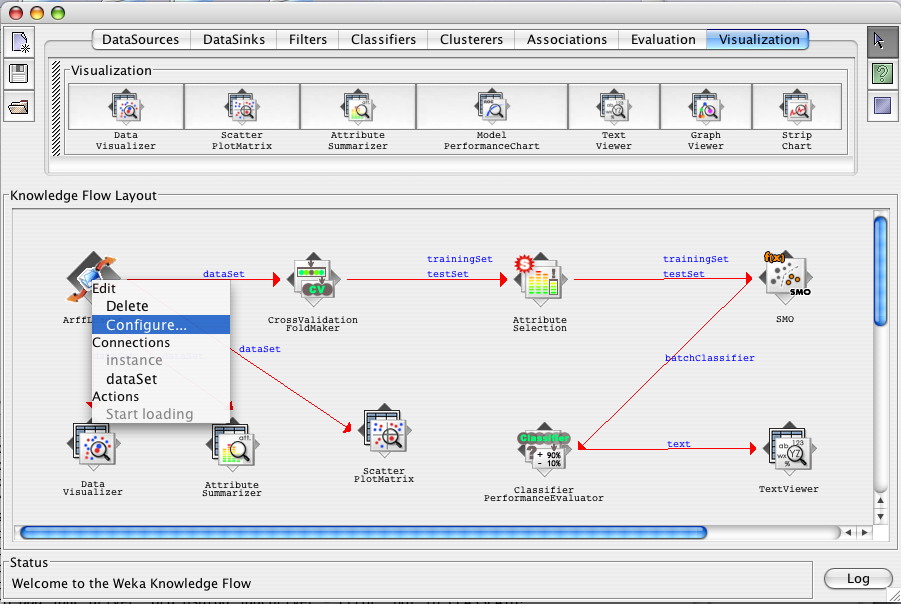 DataSources DataSinks Filters Classifiers Clusterers Associations Evaluation Visualization
Visualization
Data
Visualizer
Scatter
PlotMatrix
Attribute
Summarizer
Model
PerformanceChart
Text
Viewer
Graph
Viewer
Strip
Chart
Knowledge Flow Layout
dataSet
trainingSet
testSet
trainingSet
testSet
CrossValidation
FoldMaker
Attribute
Selection
SMO
SMO
Edit
Delete
Configure...
Connections
instance
dataSet
Actions
Start loading
dataSet
batchClassifier
text
Data
Visualizer
Attribute
Summarizer
Scatter
PlotMatrix
Classifier
+ 90%
- 10%
Classifier
PerformanceEvaluator
TextViewer
Status
Welcome to the Weka Knowledge Flow
Log